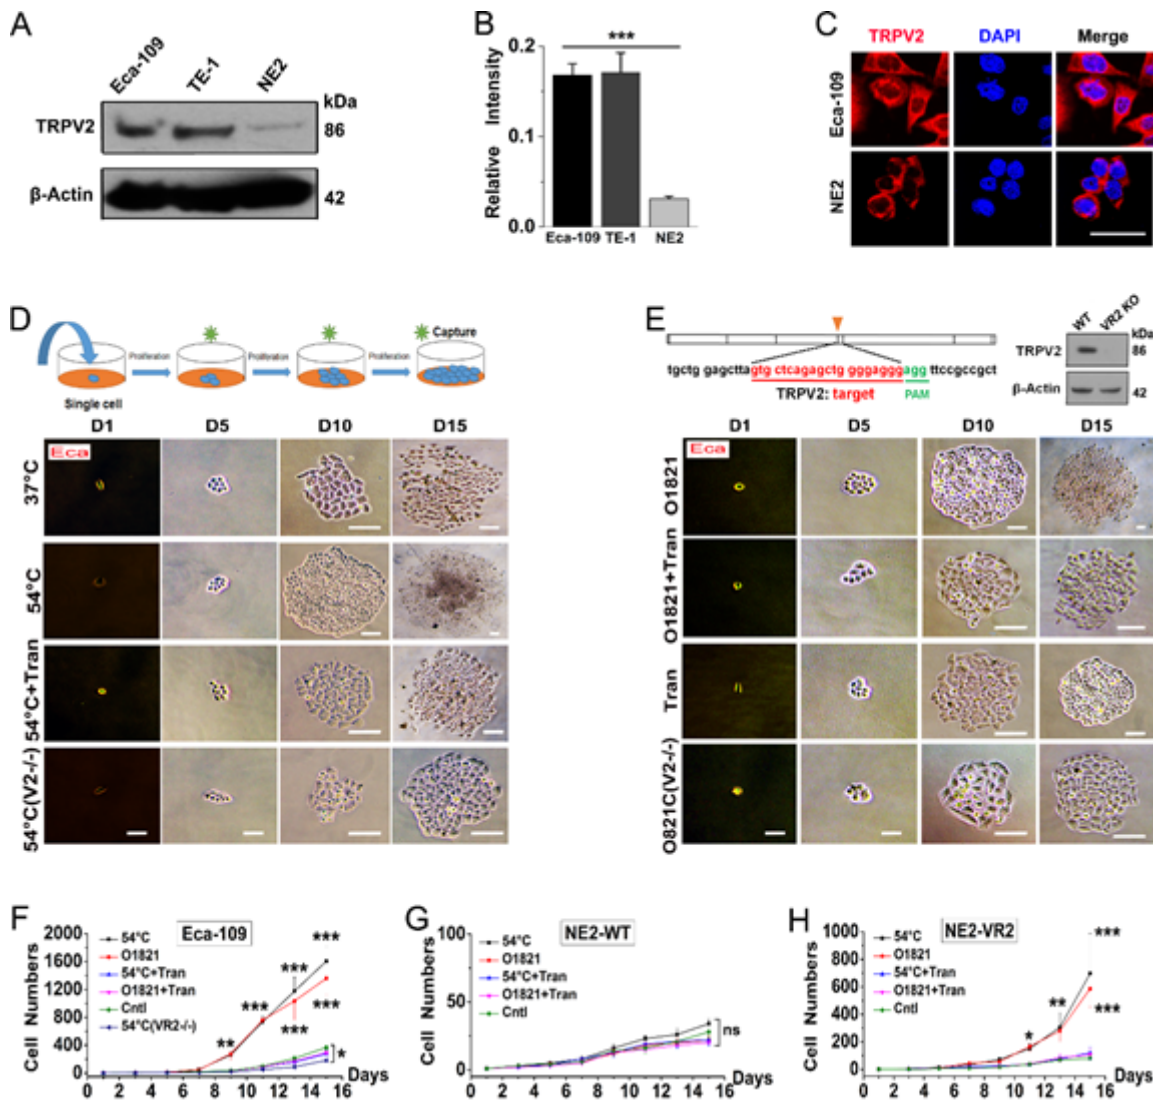 A
Eca-109
TE-1
NE2
kDa
TRPV2
86
β-Actin
42
B
***
0.2
0.1
0.0
Relative Intensity
Eca-109 TE-1 NE2
C
TRPV2 DAPI Merge
Eca-109
NE2
D
Capture
Proliferation Proliferation Proliferation
Single cell
D1 D5 D10 D15
Eca
37°C
54°C
54°C+Tran
54°C(V2-/-)
E
tgctg gagcttagtgctcagagctg gggagggagg ttccgccgct
TRPV2: target PAM
WT VR2 KO
kDa
TRPV2
86
β-Actin
42
D1 D5 D10 D15
Eca
O1821
O1821+Tran
Tran
O821C(V2-/-)
F
Eca-109
Cell Numbers
2000
1600
1200
800
400
0
54°C
O1821
54°C+Tran
O1821+Tran
Cntl
54°C(VR2-/-)
**
***
***
***
***
***
*
0 2 4 6 8 10 12 14 16 Days
G
NE2-WT
Cell Numbers
100
50
0
54°C
O1821
54°C+Tran
O1821+Tran
Cntl
ns
0 2 4 6 8 10 12 14 16 Days
H
NE2-VR2
Cell Numbers
1000
800
600
400
200
0
54°C
O1821
54°C+Tran
O1821+Tran
Cntl
*
**
***
***
0 2 4 6 8 10 12 14 16 Days